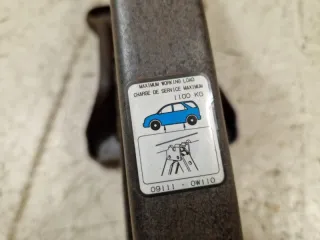 MAXIMUM WORKING LOAD
CHARGE DE SERVICE MAXIMUM
1100 KG
09111 - 0W110